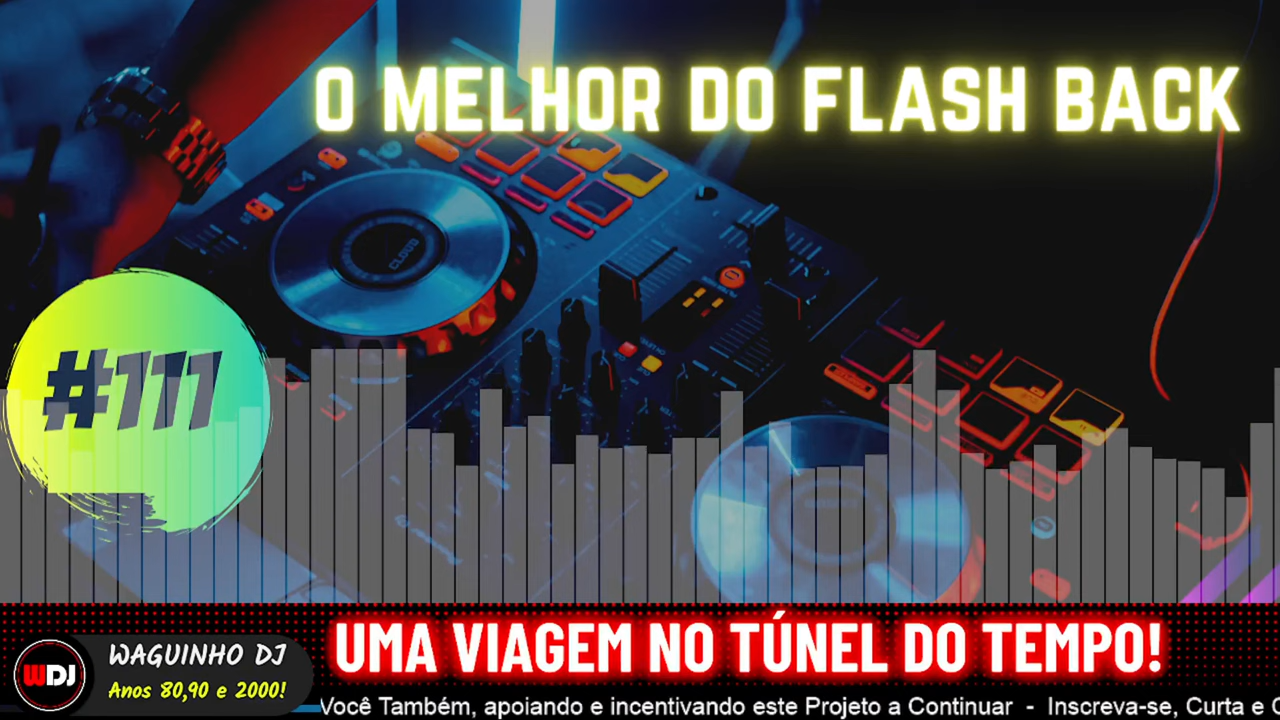 O MELHOR DO FLASH BACK
CLOUD
#111
UMA VIAGEM NO TÚNEL DO TEMPO!
WDJ
WAGUINHO DJ
Anos 80,90 e 2000!
Você Também, apoiando e incentivando este Projeto a Continuar - Inscreva-se, Curta e